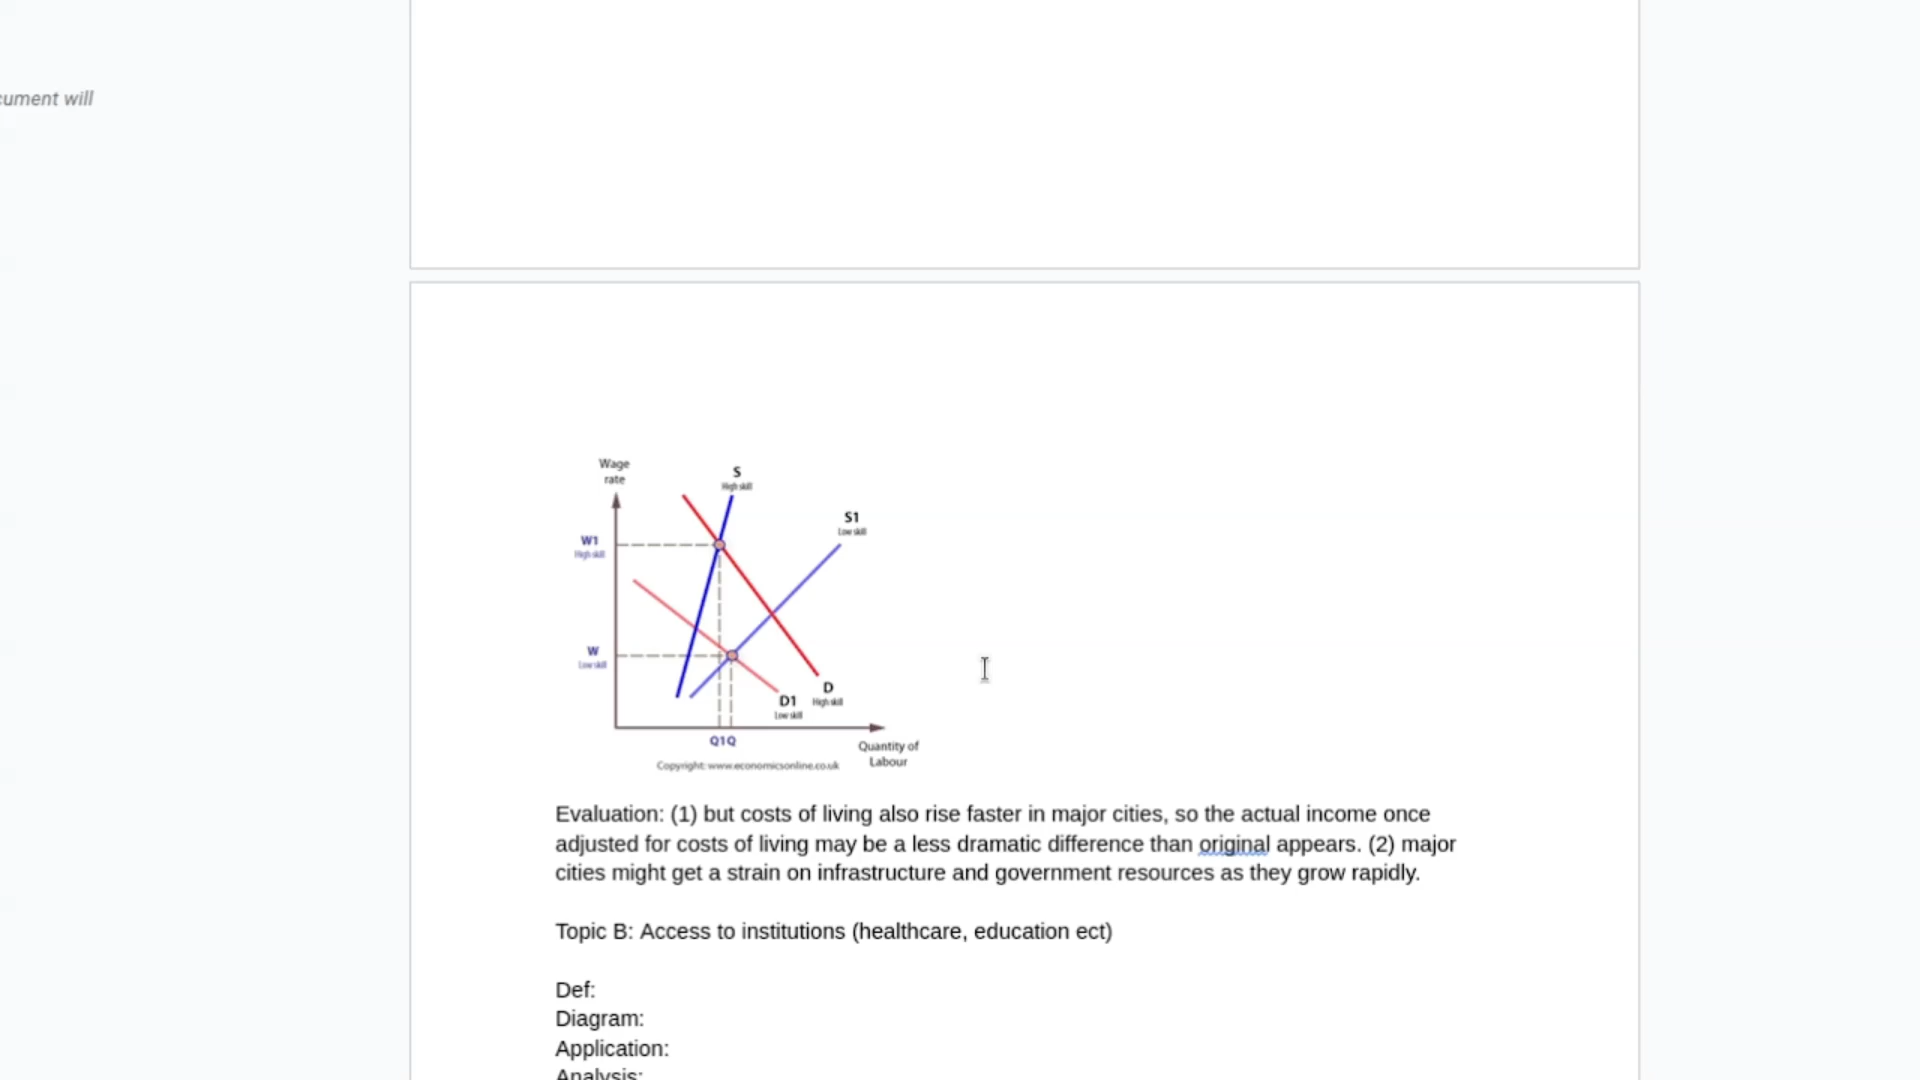 cument will
Wage
rate
S
High skill
S1
Low skill
W1
High skill
W
Low skill
D
High skill
D1
Low skill
Q1Q
Quantity of
Labour
Copyright: www.economicsonline.co.uk
Evaluation: (1) but costs of living also rise faster in major cities, so the actual income once
adjusted for costs of living may be a less dramatic difference than original appears. (2) major
cities might get a strain on infrastructure and government resources as they grow rapidly.
Topic B: Access to institutions (healthcare, education ect)
Def:
Diagram:
Application:
Analysis: